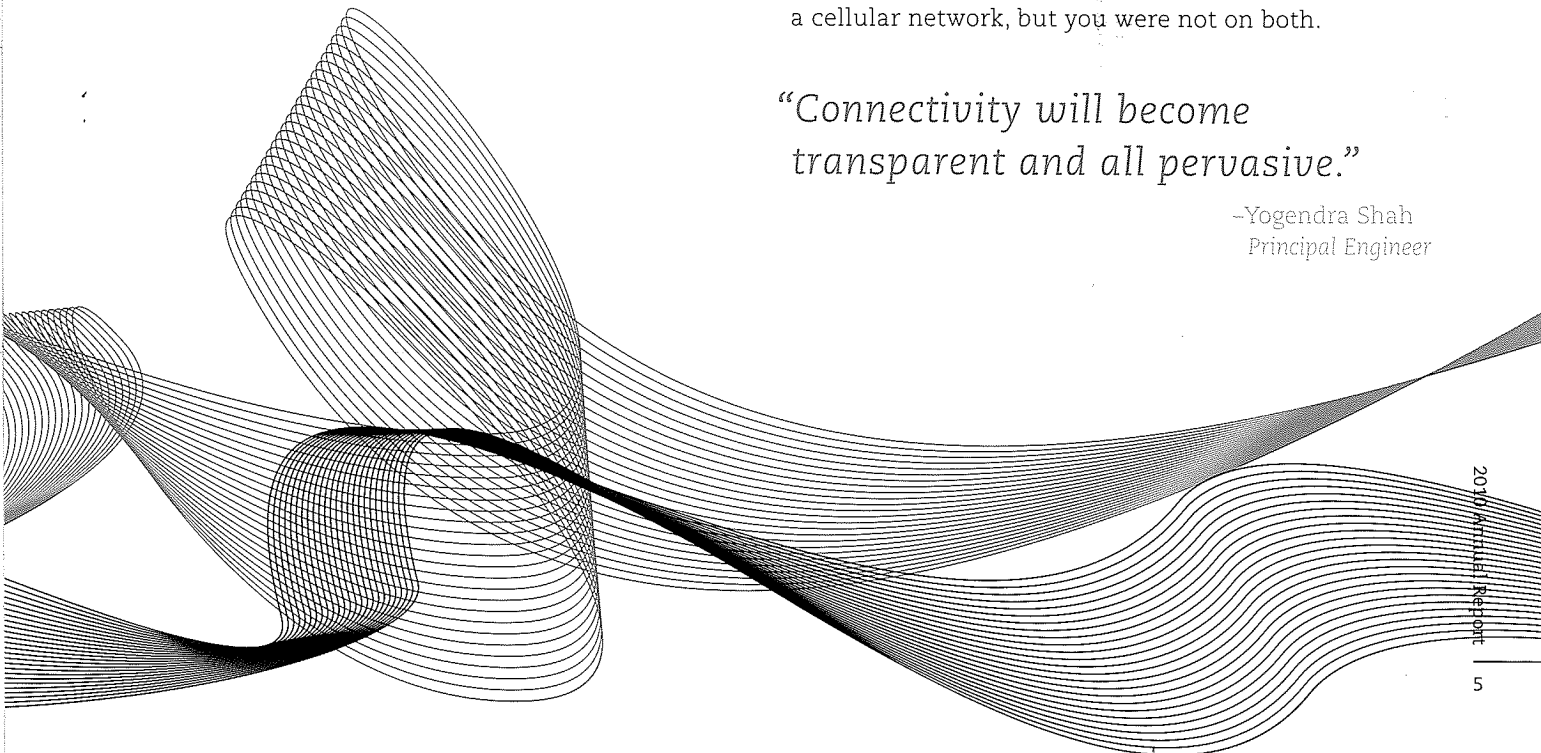 a cellular network, but you were not on both.
“Connectivity will become
transparent and all pervasive.”
–Yogendra Shah
Principal Engineer
2010 Annual Report
5